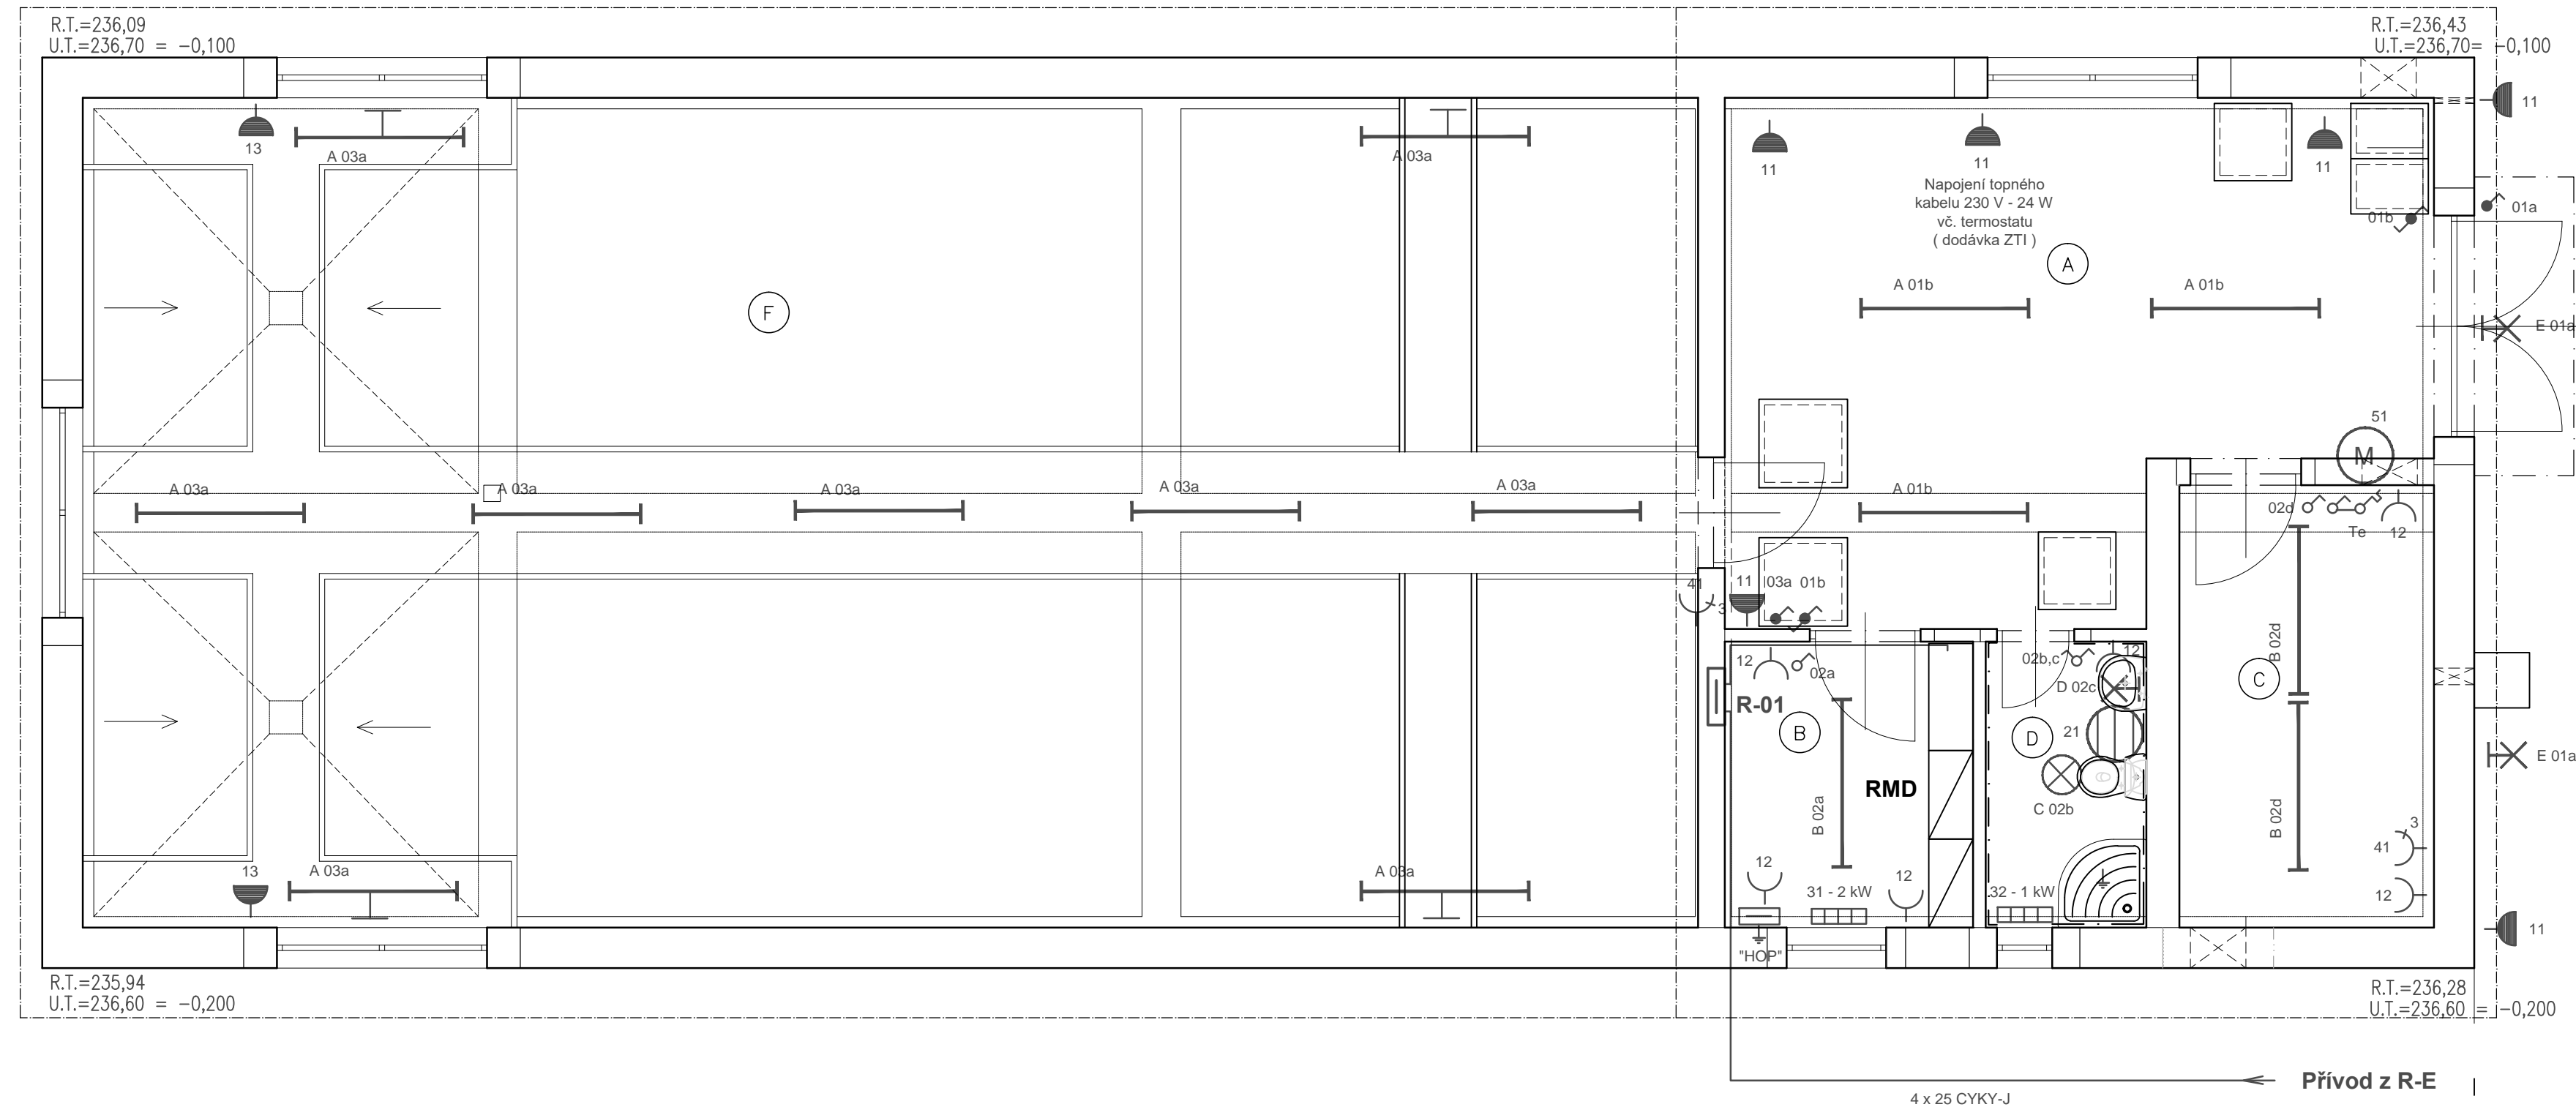 R.T.=236,09
U.T.=236,70 = -0,100
R.T.=236,43
U.T.=236,70= -0,100
13
A 03a
A 03a
11
11
11
11
Napojení topného
kabelu 230 V - 24 W
vč. termostatu
( dodávka ZTI )
01b
01a
A
F
A 01b
A 01b
E 01a
51
M
A 03a
A 03a
A 03a
A 03a
A 03a
A 01b
02d
Te
12
41
3
11
03a
01b
12
02a
R-01
B
02b,c
12
D 02c
21
D
C 02b
B 02d
C
B 02d
E 01a
RMD
B 02a
3
41
12
13
A 03a
A 03a
12
31 - 2 kW
12
32 - 1 kW
11
"HOP"
R.T.=235,94
U.T.=236,60 = -0,200
R.T.=236,28
U.T.=236,60 = -0,200
Přívod z R-E
4 x 25 CYKY-J